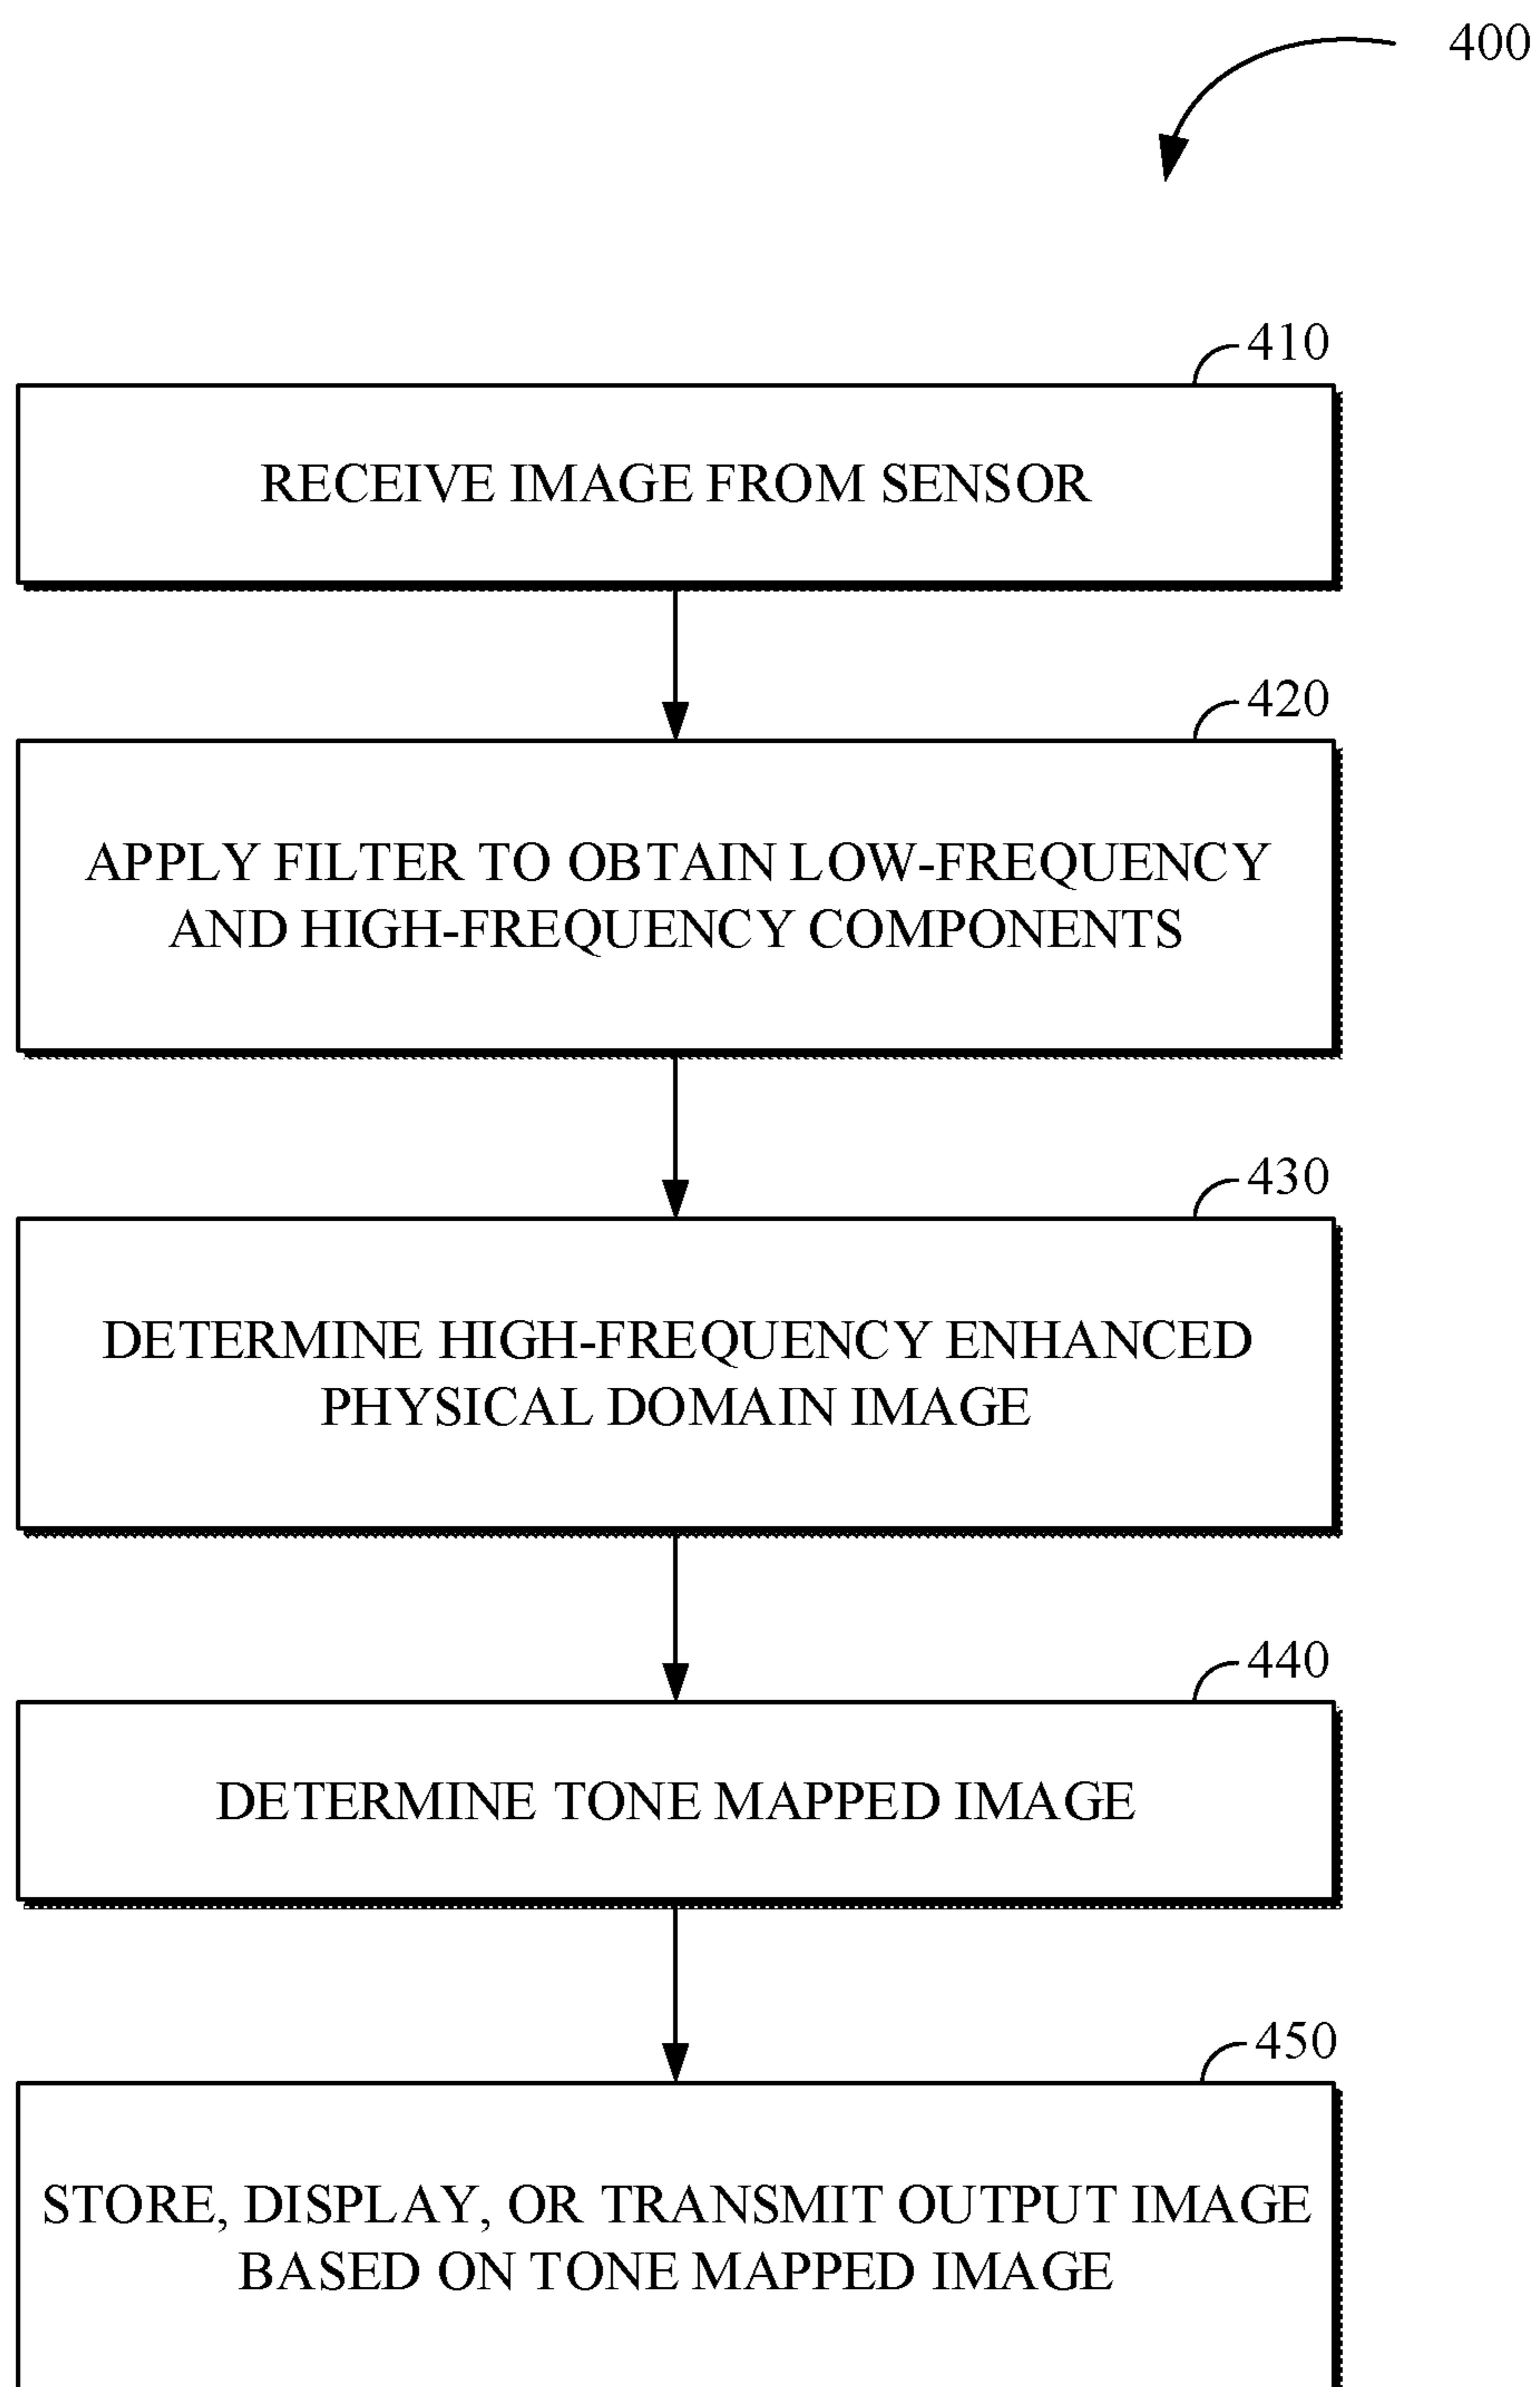 400
410
RECEIVE IMAGE FROM SENSOR
420
APPLY FILTER TO OBTAIN LOW-FREQUENCY
AND HIGH-FREQUENCY COMPONENTS
430
DETERMINE HIGH-FREQUENCY ENHANCED
PHYSICAL DOMAIN IMAGE
440
DETERMINE TONE MAPPED IMAGE
450
STORE, DISPLAY, OR TRANSMIT OUTPUT IMAGE
BASED ON TONE MAPPED IMAGE